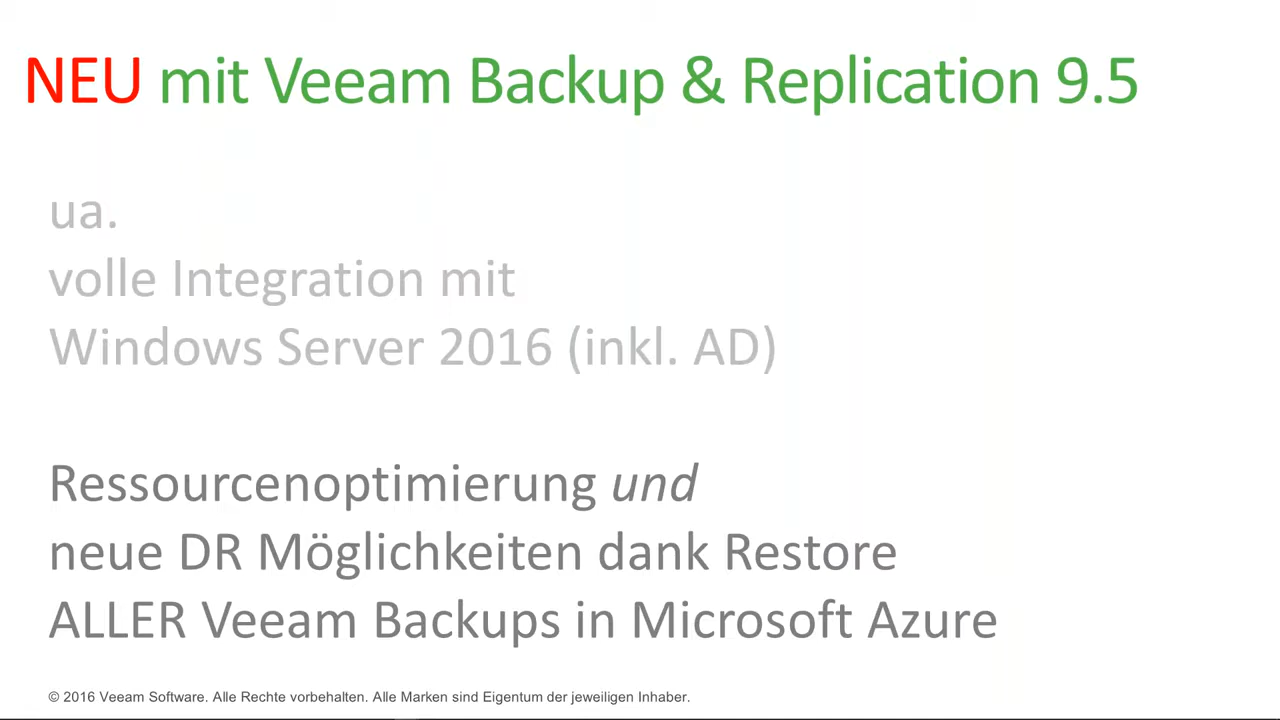 NEU mit Veeam Backup & Replication 9.5
ua.
volle Integration mit
Windows Server 2016 (inkl. AD)
Ressourcenoptimierung und
neue DR Möglichkeiten dank Restore
ALLER Veeam Backups in Microsoft Azure
© 2016 Veeam Software. Alle Rechte vorbehalten. Alle Marken sind Eigentum der jeweiligen Inhaber.